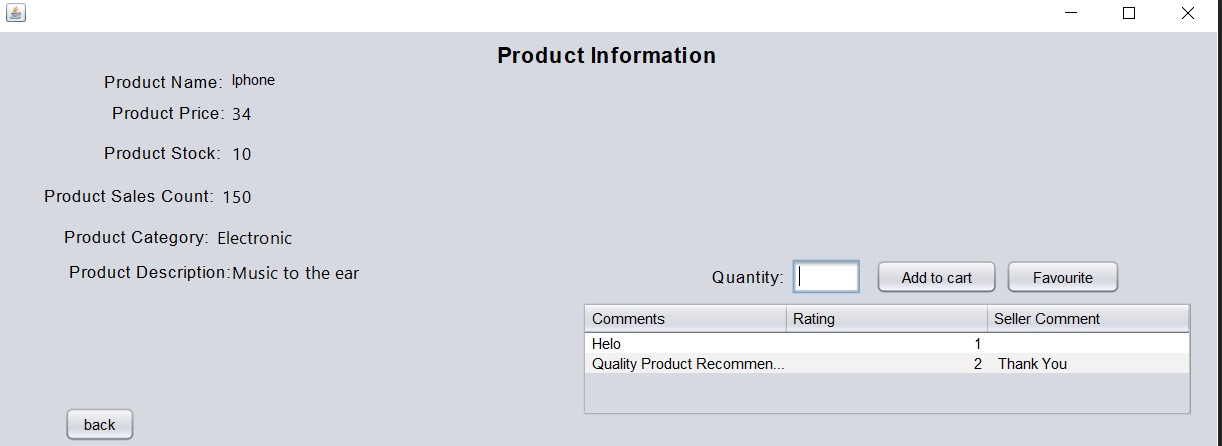 Product Information
Product Name: Iphone
Product Price: 34
Product Stock: 10
Product Sales Count: 150
Product Category: Electronic
Product Description:Music to the ear
Quantity: Add to cart Favourite
Comments Rating Seller Comment
Helo 1
Quality Product Recommen... 2 Thank You
back